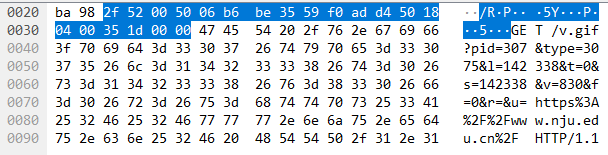 0020 ba 98 2f 52 00 50 06 b6 be 35 59 f0 ad d4 50 18 ··/R·P·· ·5Y···P·
0030 04 00 35 1d 00 00 47 45 54 20 2f 76 2e 67 69 66 ··5···GE T /v.gif
0040 3f 70 69 64 3d 33 30 37 26 74 79 70 65 3d 33 30 ?pid=307 &type=30
0050 37 35 26 6c 3d 31 34 32 33 33 38 26 74 3d 30 26 75&l=142 338&t=0&
0060 73 3d 31 34 32 33 33 38 26 76 3d 38 33 30 26 66 s=142338 &v=830&f
0070 3d 30 26 72 3d 26 75 3d 68 74 74 70 73 25 33 41 =0&r=&u= https%3A
0080 25 32 46 25 32 46 77 77 77 2e 6e 6a 75 2e 65 64 %2F%2Fww w.nju.ed
0090 75 2e 63 6e 25 32 46 20 48 54 54 50 2f 31 2e 31 u.cn%2F HTTP/1.1